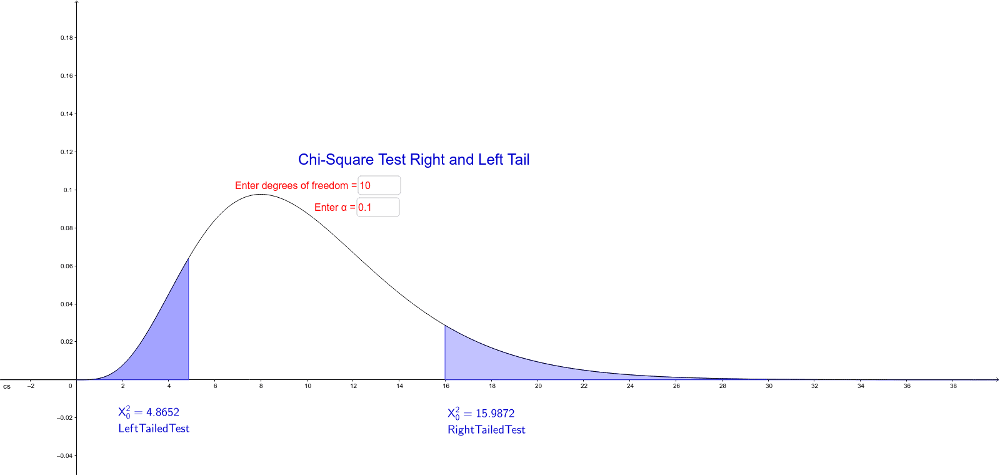 0.18
0.16
0.14
0.12
Chi-Square Test Right and Left Tail
0.1
Enter degrees of freedom = 10
Enter α = 0.1
0.08
0.06
0.04
0.02
cs –2 0 2 4 6 8 10 12 14 16 18 20 22 24 26 28 30 32 34 36 38
–0.02
X₀² = 4.8652
LeftTailedTest
X₀² = 15.9872
RightTailedTest
–0.04